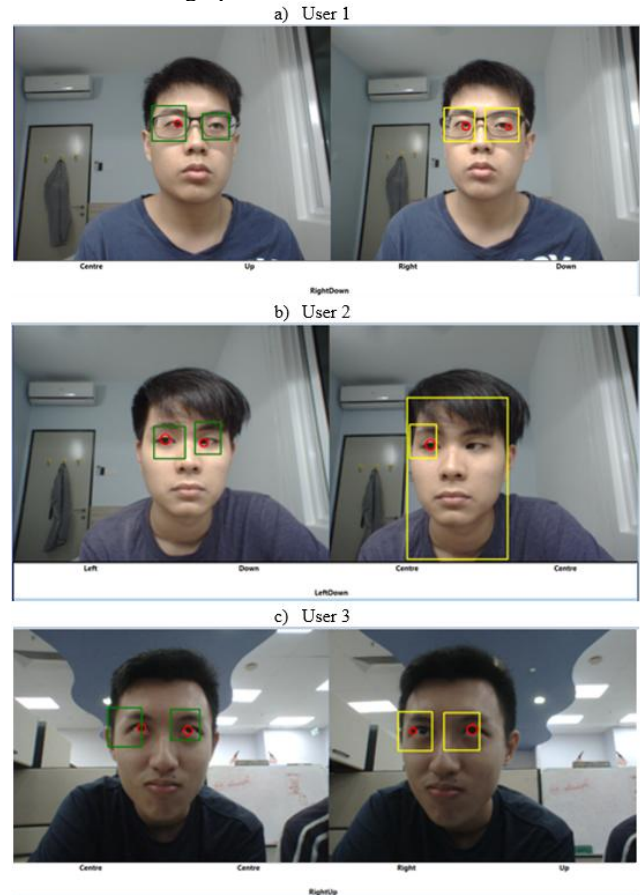 a) User 1
Centre Up Right Down
RightDown
b) User 2
Left Down Centre Centre
LeftDown
c) User 3
Centre Centre Right Up
RightUp